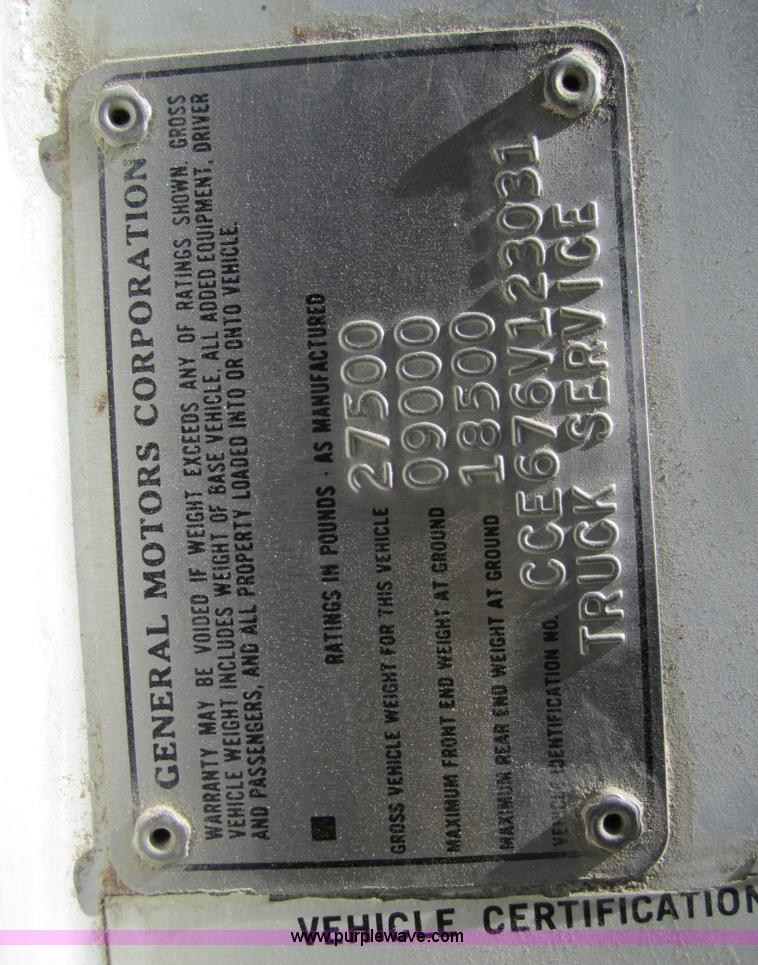 GENERAL MOTORS CORPORATION
WARRANTY MAY BE VOIDED IF WEIGHT EXCEEDS ANY OF RATINGS SHOWN. GROSS
VEHICLE WEIGHT INCLUDES WEIGHT OF BASE VEHICLE, ALL ADDED EQUIPMENT, DRIVER
AND PASSENGERS, AND ALL PROPERTY LOADED INTO OR ONTO VEHICLE.
RATINGS IN POUNDS - AS MANUFACTURED
GROSS VEHICLE WEIGHT FOR THIS VEHICLE 27500
MAXIMUM FRONT END WEIGHT AT GROUND 09000
MAXIMUM REAR END WEIGHT AT GROUND 18500
VEHICLE IDENTIFICATION NO. CCE676V123031
TRUCK SERVICE
VEHICLE CERTIFICATION
www.purplewave.com